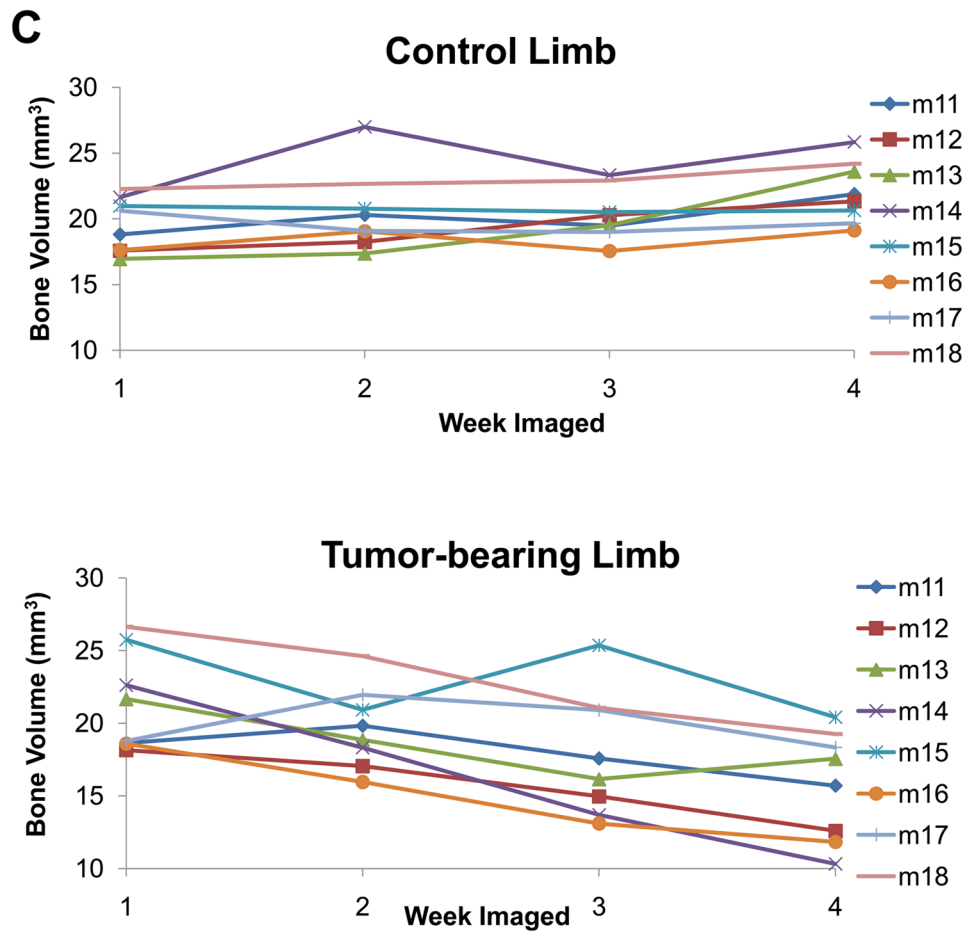 C
Control Limb
30
25
20
15
10
Bone Volume (mm³)
1 2 3 4
Week Imaged
m11
m12
m13
m14
m15
m16
m17
m18
Tumor-bearing Limb
30
25
20
15
10
Bone Volume (mm³)
1 2 3 4
Week Imaged
m11
m12
m13
m14
m15
m16
m17
m18